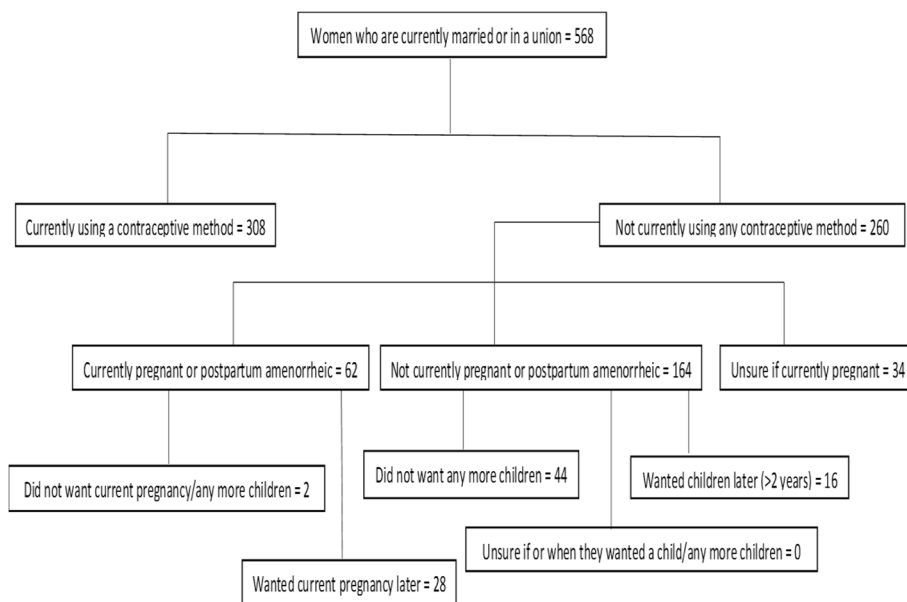 Women who are currently married or in a union = 568
Currently using a contraceptive method = 308
Not currently using any contraceptive method = 260
Currently pregnant or postpartum amenorrheic = 62
Not currently pregnant or postpartum amenorrheic = 164
Unsure if currently pregnant = 34
Did not want current pregnancy/any more children = 2
Did not want any more children = 44
Wanted children later (>2 years) = 16
Unsure if or when they wanted a child/any more children = 0
Wanted current pregnancy later = 28